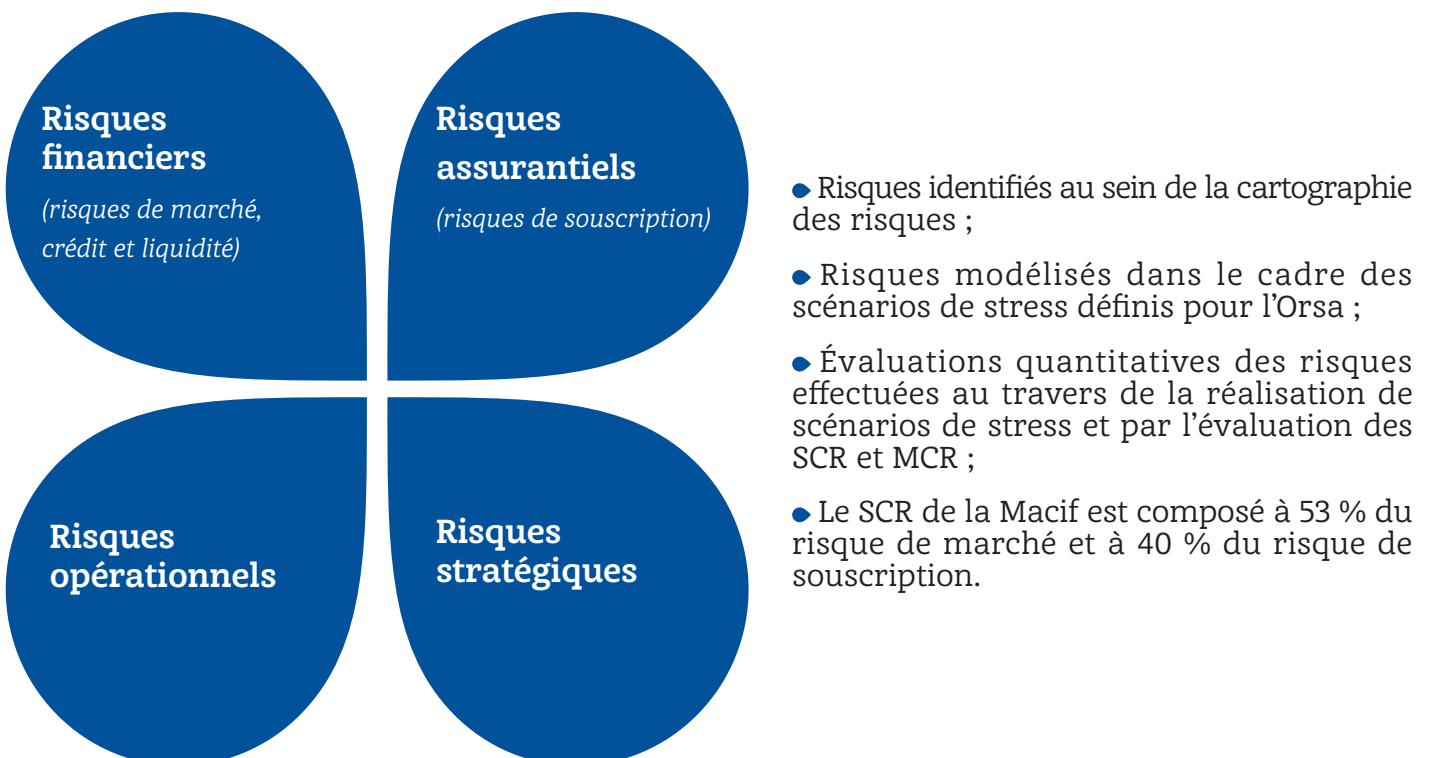 Risques
financiers
(risques de marché,
crédit et liquidité)
Risques
assurantiels
(risques de souscription)
Risques
opérationnels
Risques
stratégiques
Risques identifiés au sein de la cartographie
des risques ;
Risques modélisés dans le cadre des
scénarios de stress définis pour l’Orsa ;
Évaluations quantitatives des risques
effectuées au travers de la réalisation de
scénarios de stress et par l’évaluation des
SCR et MCR ;
Le SCR de la Macif est composé à 53 % du
risque de marché et à 40 % du risque de
souscription.